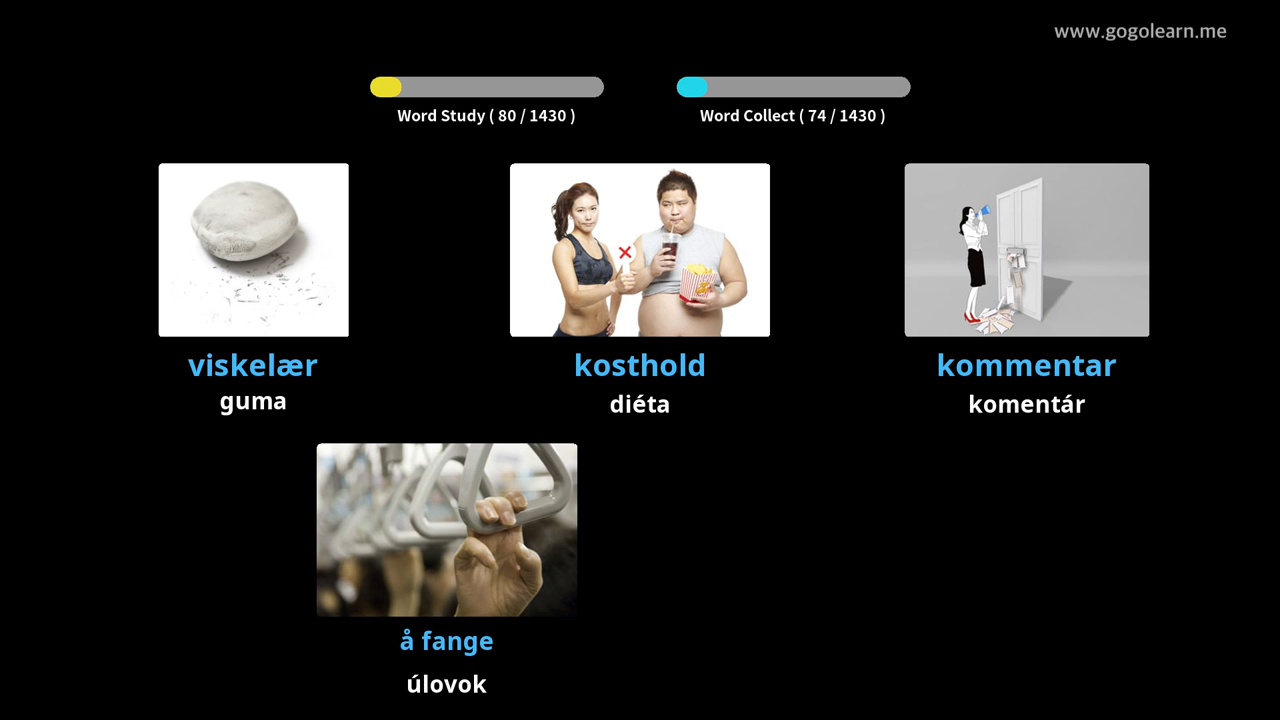 www.gogolearn.me
Word Study ( 80 / 1430 )
Word Collect ( 74 / 1430 )
viskelær
guma
kosthold
diéta
kommentar
komentár
å fange
úlovok